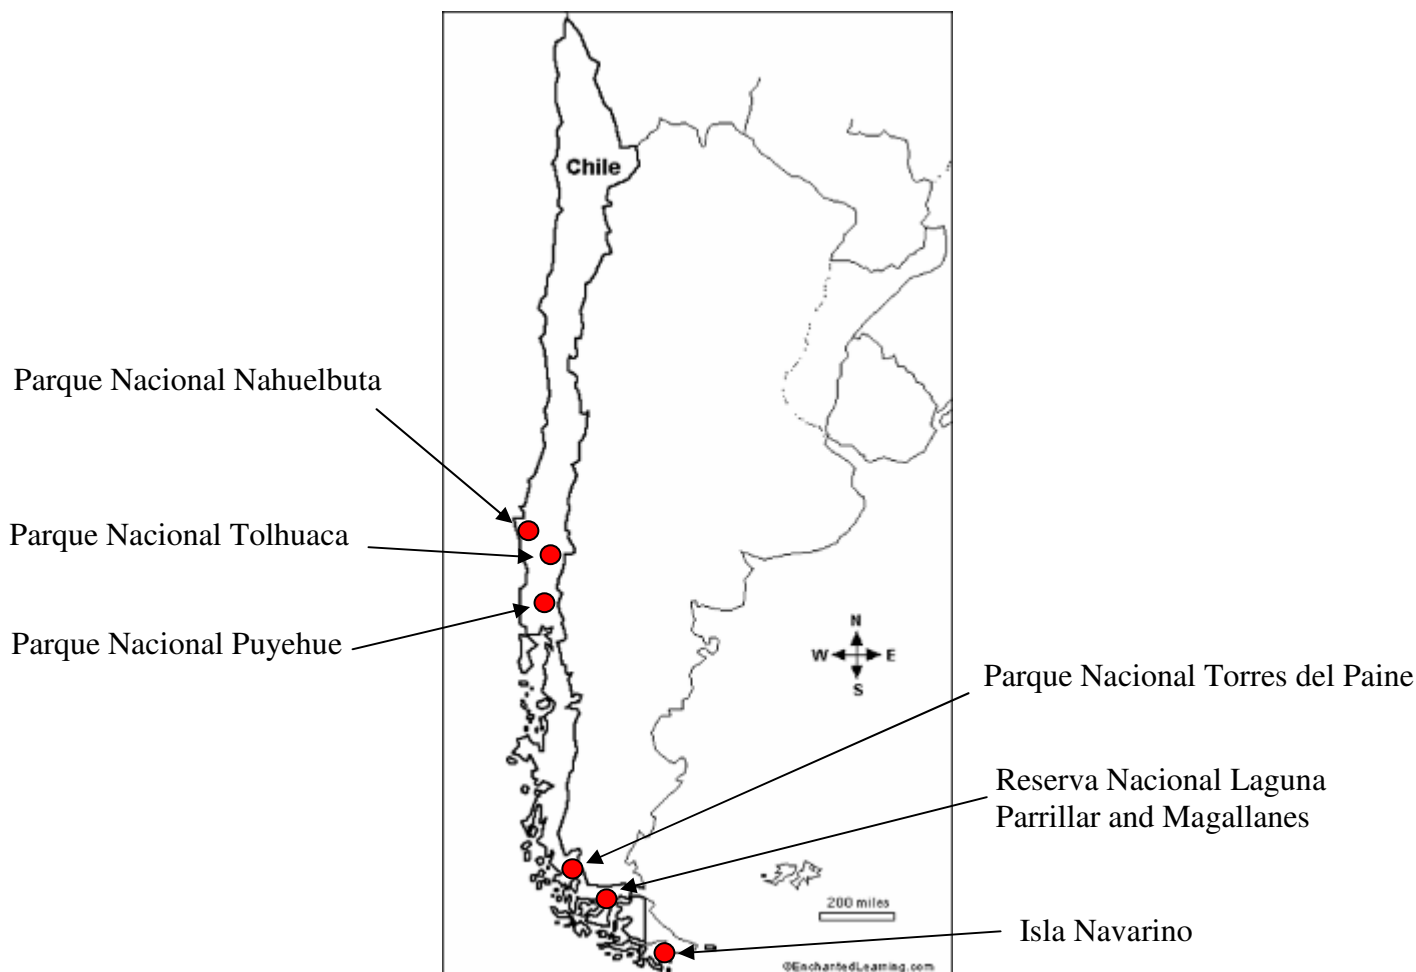 Chile
Parque Nacional Nahuelbuta
Parque Nacional Tolhuaca
Parque Nacional Puyehue
N
W E
S
Parque Nacional Torres del Paine
Reserva Nacional Laguna
Parrillar and Magallanes
200 miles
Isla Navarino
©EnchantedLearning.com